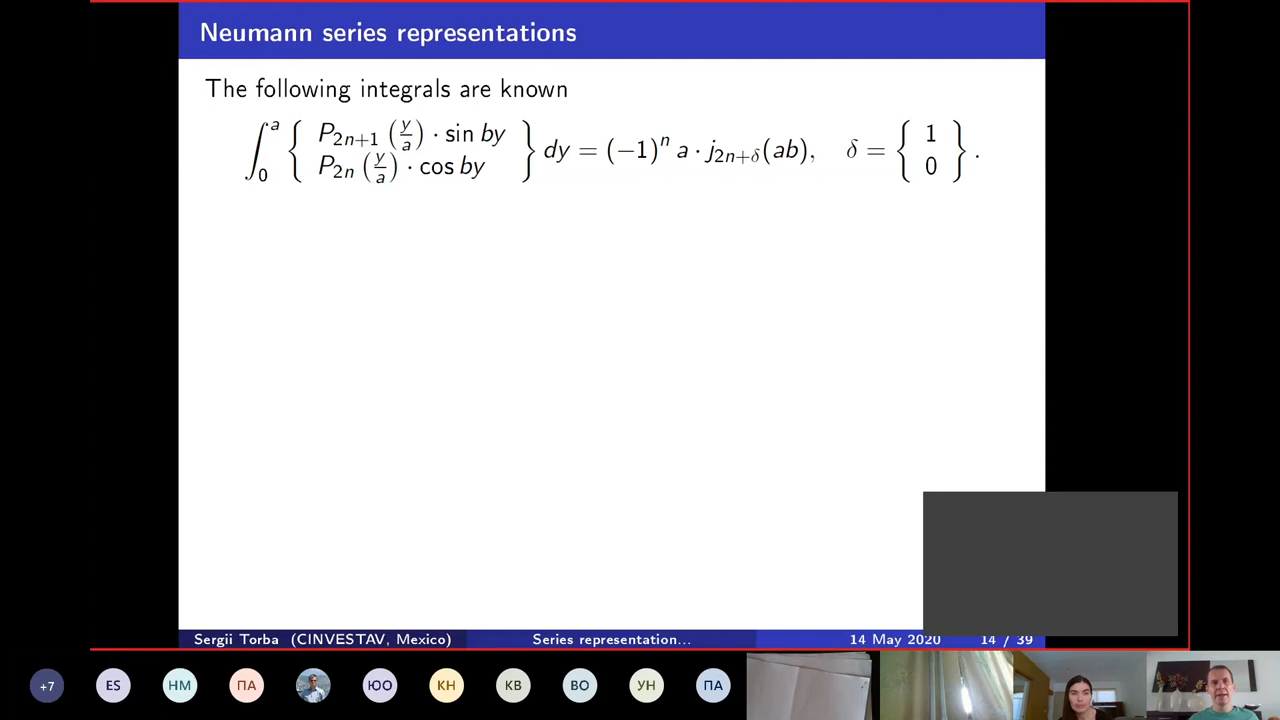 Neumann series representations
The following integrals are known
∫₀ᵃ { P₂ₙ₊₁ (y/a) · sin by
P₂ₙ (y/a) · cos by } dy = (−1)ⁿ a · j₂ₙ₊δ(ab), δ = { 1
0 } .
Sergii Torba (CINVESTAV, Mexico) Series representation... 14 May 2020 14 / 39
+7 ES НМ ПА ЮО КН КВ ВО УН ПА